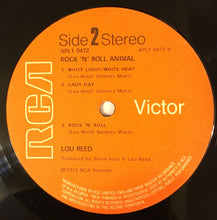 Side 2 Stereo
APL1 0472
APL1 0472 B
ROCK 'N' ROLL ANIMAL
1 WHITE LIGHT/WHITE HEAT
(Lou Reed) Sunbury Music
2 LADY DAY
(Lou Reed) Sunbury Music
3 ROCK 'N' ROLL
(Lou Reed) Sunbury Music
LOU REED
Produced by Steve Katz & Lou Reed
℗ 1974 RCA Records
RCA
Victor